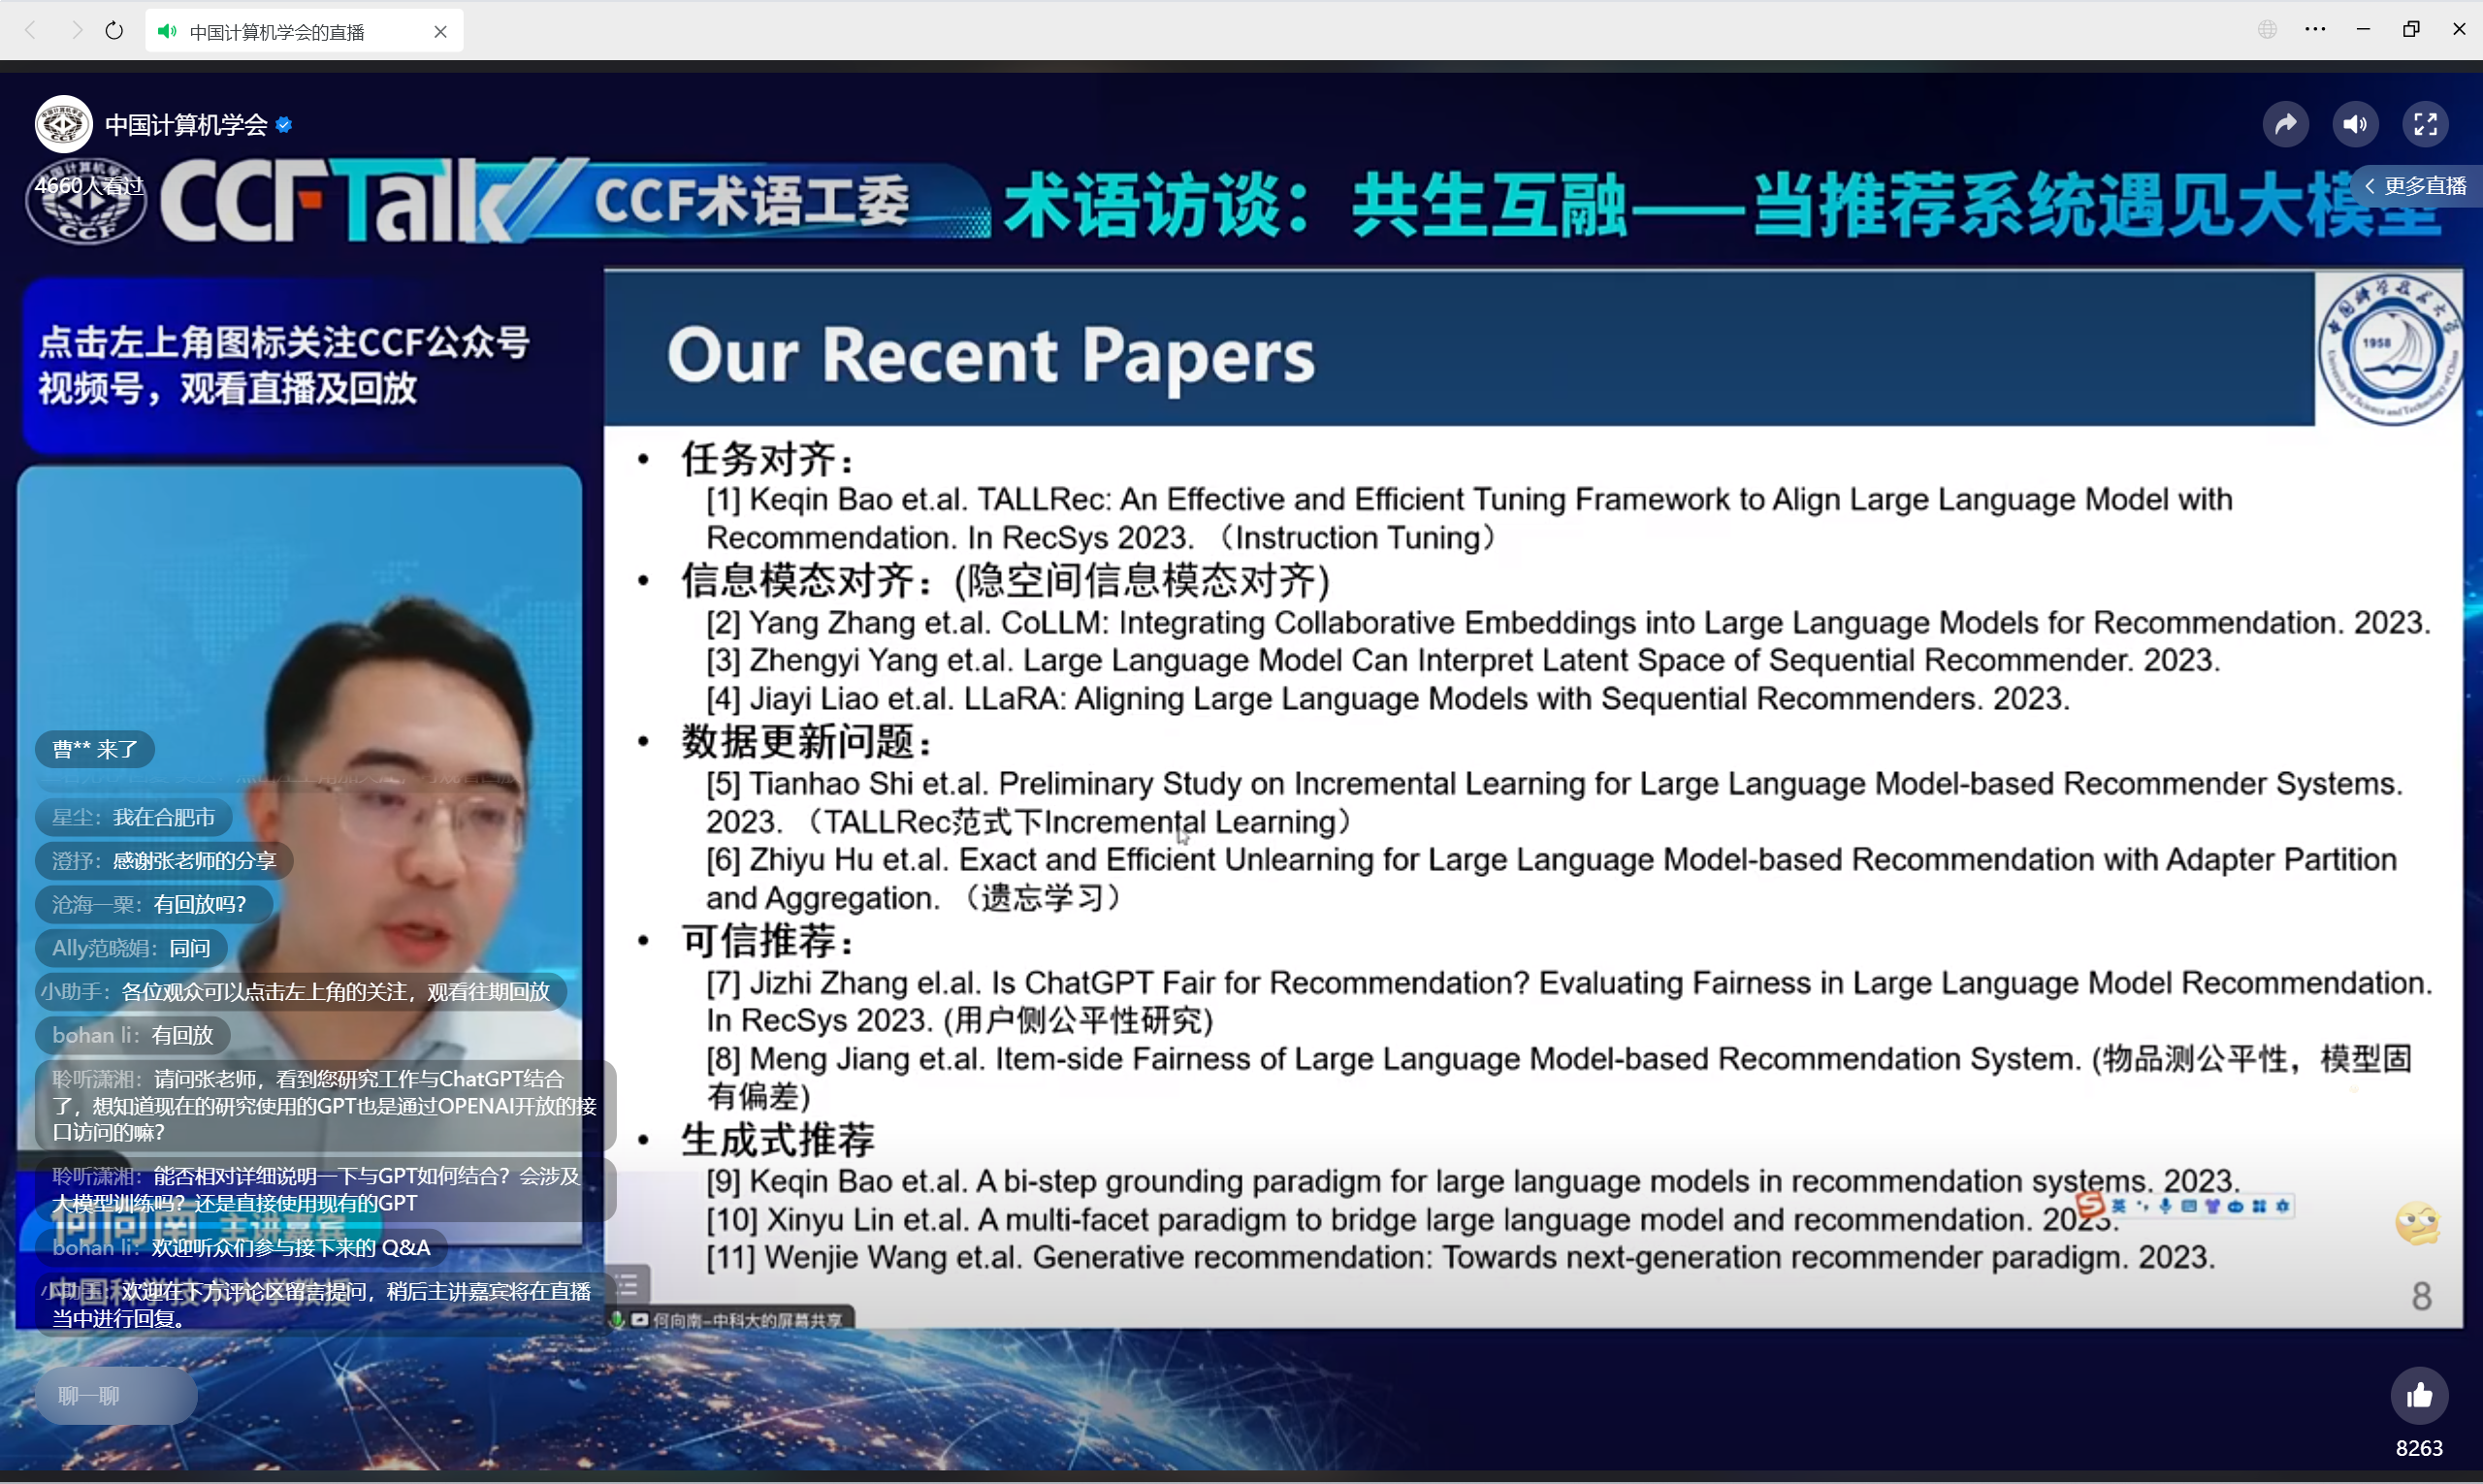 中国计算机学会的直播
中国计算机学会
4660人看过
CCFTalk
CCF术语工委
术语访谈：共生互融——当推荐系统遇见大模型
更多直播
点击左上角图标关注CCF公众号
视频号，观看直播及回放
Our Recent Papers
1958
University of Science and Technology of China
• 任务对齐：
[1] Keqin Bao et.al. TALLRec: An Effective and Efficient Tuning Framework to Align Large Language Model with
Recommendation. In RecSys 2023. （Instruction Tuning）
• 信息模态对齐：(隐空间信息模态对齐)
[2] Yang Zhang et.al. CoLLM: Integrating Collaborative Embeddings into Large Language Models for Recommendation. 2023.
[3] Zhengyi Yang et.al. Large Language Model Can Interpret Latent Space of Sequential Recommender. 2023.
[4] Jiayi Liao et.al. LLaRA: Aligning Large Language Models with Sequential Recommenders. 2023.
• 数据更新问题：
[5] Tianhao Shi et.al. Preliminary Study on Incremental Learning for Large Language Model-based Recommender Systems.
2023. （TALLRec范式下Incremental Learning）
[6] Zhiyu Hu et.al. Exact and Efficient Unlearning for Large Language Model-based Recommendation with Adapter Partition
and Aggregation. （遗忘学习）
• 可信推荐：
[7] Jizhi Zhang el.al. Is ChatGPT Fair for Recommendation? Evaluating Fairness in Large Language Model Recommendation.
In RecSys 2023. (用户侧公平性研究)
[8] Meng Jiang et.al. Item-side Fairness of Large Language Model-based Recommendation System. (物品测公平性，模型固
有偏差)
• 生成式推荐
[9] Keqin Bao et.al. A bi-step grounding paradigm for large language models in recommendation systems. 2023.
[10] Xinyu Lin et.al. A multi-facet paradigm to bridge large language model and recommendation. 2023.
[11] Wenjie Wang et.al. Generative recommendation: Towards next-generation recommender paradigm. 2023.
英
8
何向南-中科大的屏幕共享
曹** 来了
星尘：我在合肥市
澄抒：感谢张老师的分享
沧海一粟：有回放吗?
Ally范晓娟：同问
小助手：各位观众可以点击左上角的关注，观看往期回放
bohan li：有回放
聆听潇湘：请问张老师，看到您研究工作与ChatGPT结合
了，想知道现在的研究使用的GPT也是通过OPENAI开放的接
口访问的嘛?
聆听潇湘：能否相对详细说明一下与GPT如何结合？会涉及
大模型训练吗？还是直接使用现有的GPT
何向南 主讲嘉宾
bohan li：欢迎听众们参与接下来的 Q&A
中国科学技术大学教授
小助手：欢迎在下方评论区留言提问，稍后主讲嘉宾将在直播
当中进行回复。
聊一聊
8263